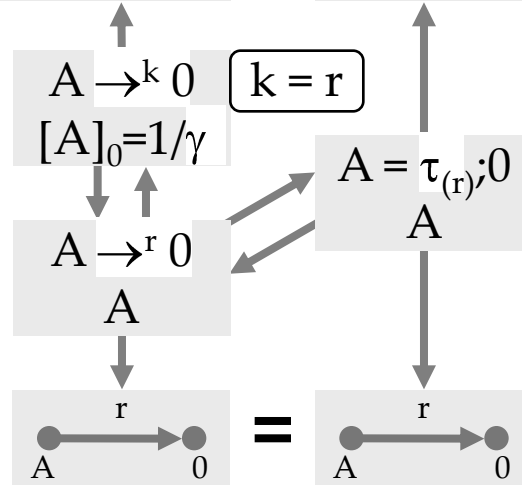 A →ᵏ 0
k = r
[A]₀=1/γ
A = τ₍ᵣ₎;0
A
A →ʳ 0
A
r
A 0
=
r
A 0